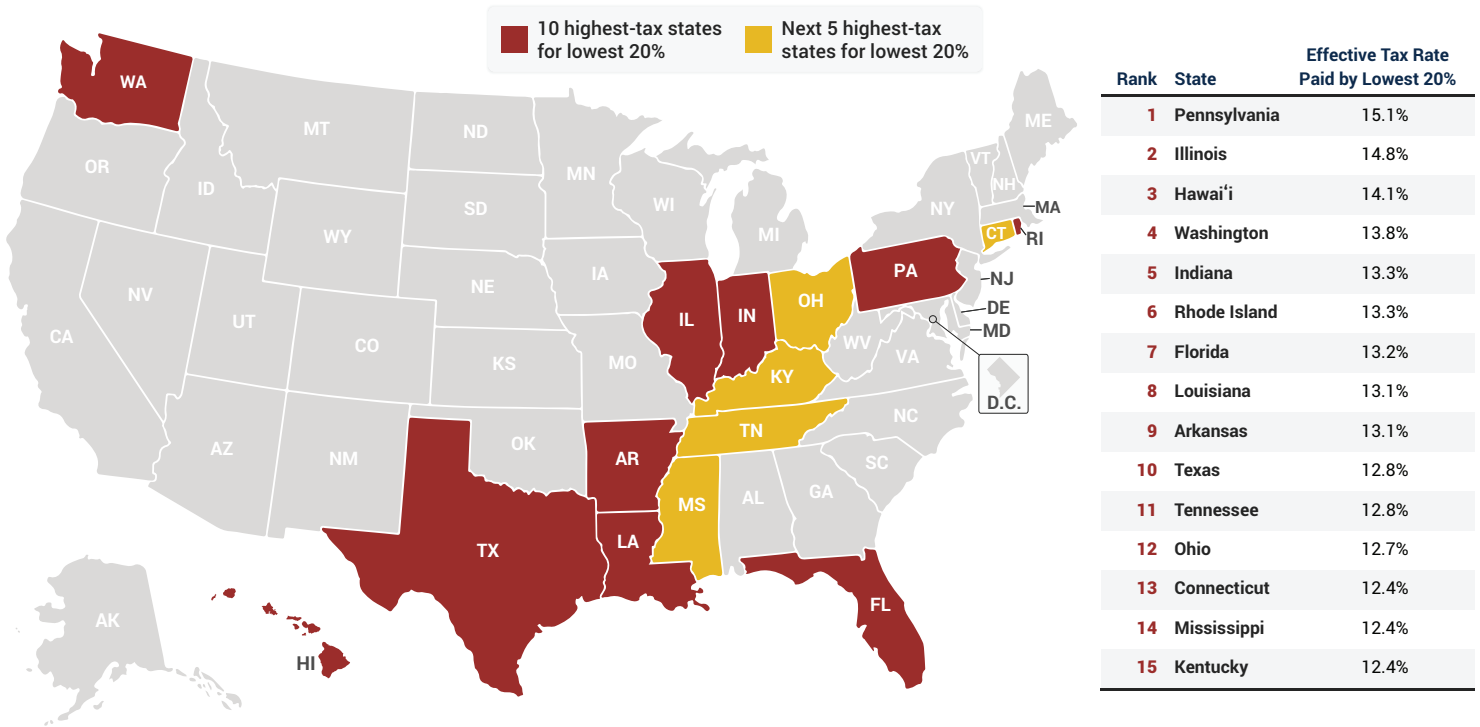 10 highest-tax states
for lowest 20%
Next 5 highest-tax
states for lowest 20%
WA
OR
CA
NV
ID
MT
WY
UT
AZ
CO
NM
ND
SD
NE
KS
OK
TX
MN
IA
MO
AR
LA
WI
IL
MI
IN
OH
KY
TN
MS
AL
GA
FL
SC
NC
VA
WV
PA
NY
VT
NH
ME
MA
CT
RI
NJ
DE
MD
D.C.
AK
HI
Rank State Effective Tax Rate
Paid by Lowest 20%
1 Pennsylvania 15.1%
2 Illinois 14.8%
3 Hawaiʻi 14.1%
4 Washington 13.8%
5 Indiana 13.3%
6 Rhode Island 13.3%
7 Florida 13.2%
8 Louisiana 13.1%
9 Arkansas 13.1%
10 Texas 12.8%
11 Tennessee 12.8%
12 Ohio 12.7%
13 Connecticut 12.4%
14 Mississippi 12.4%
15 Kentucky 12.4%